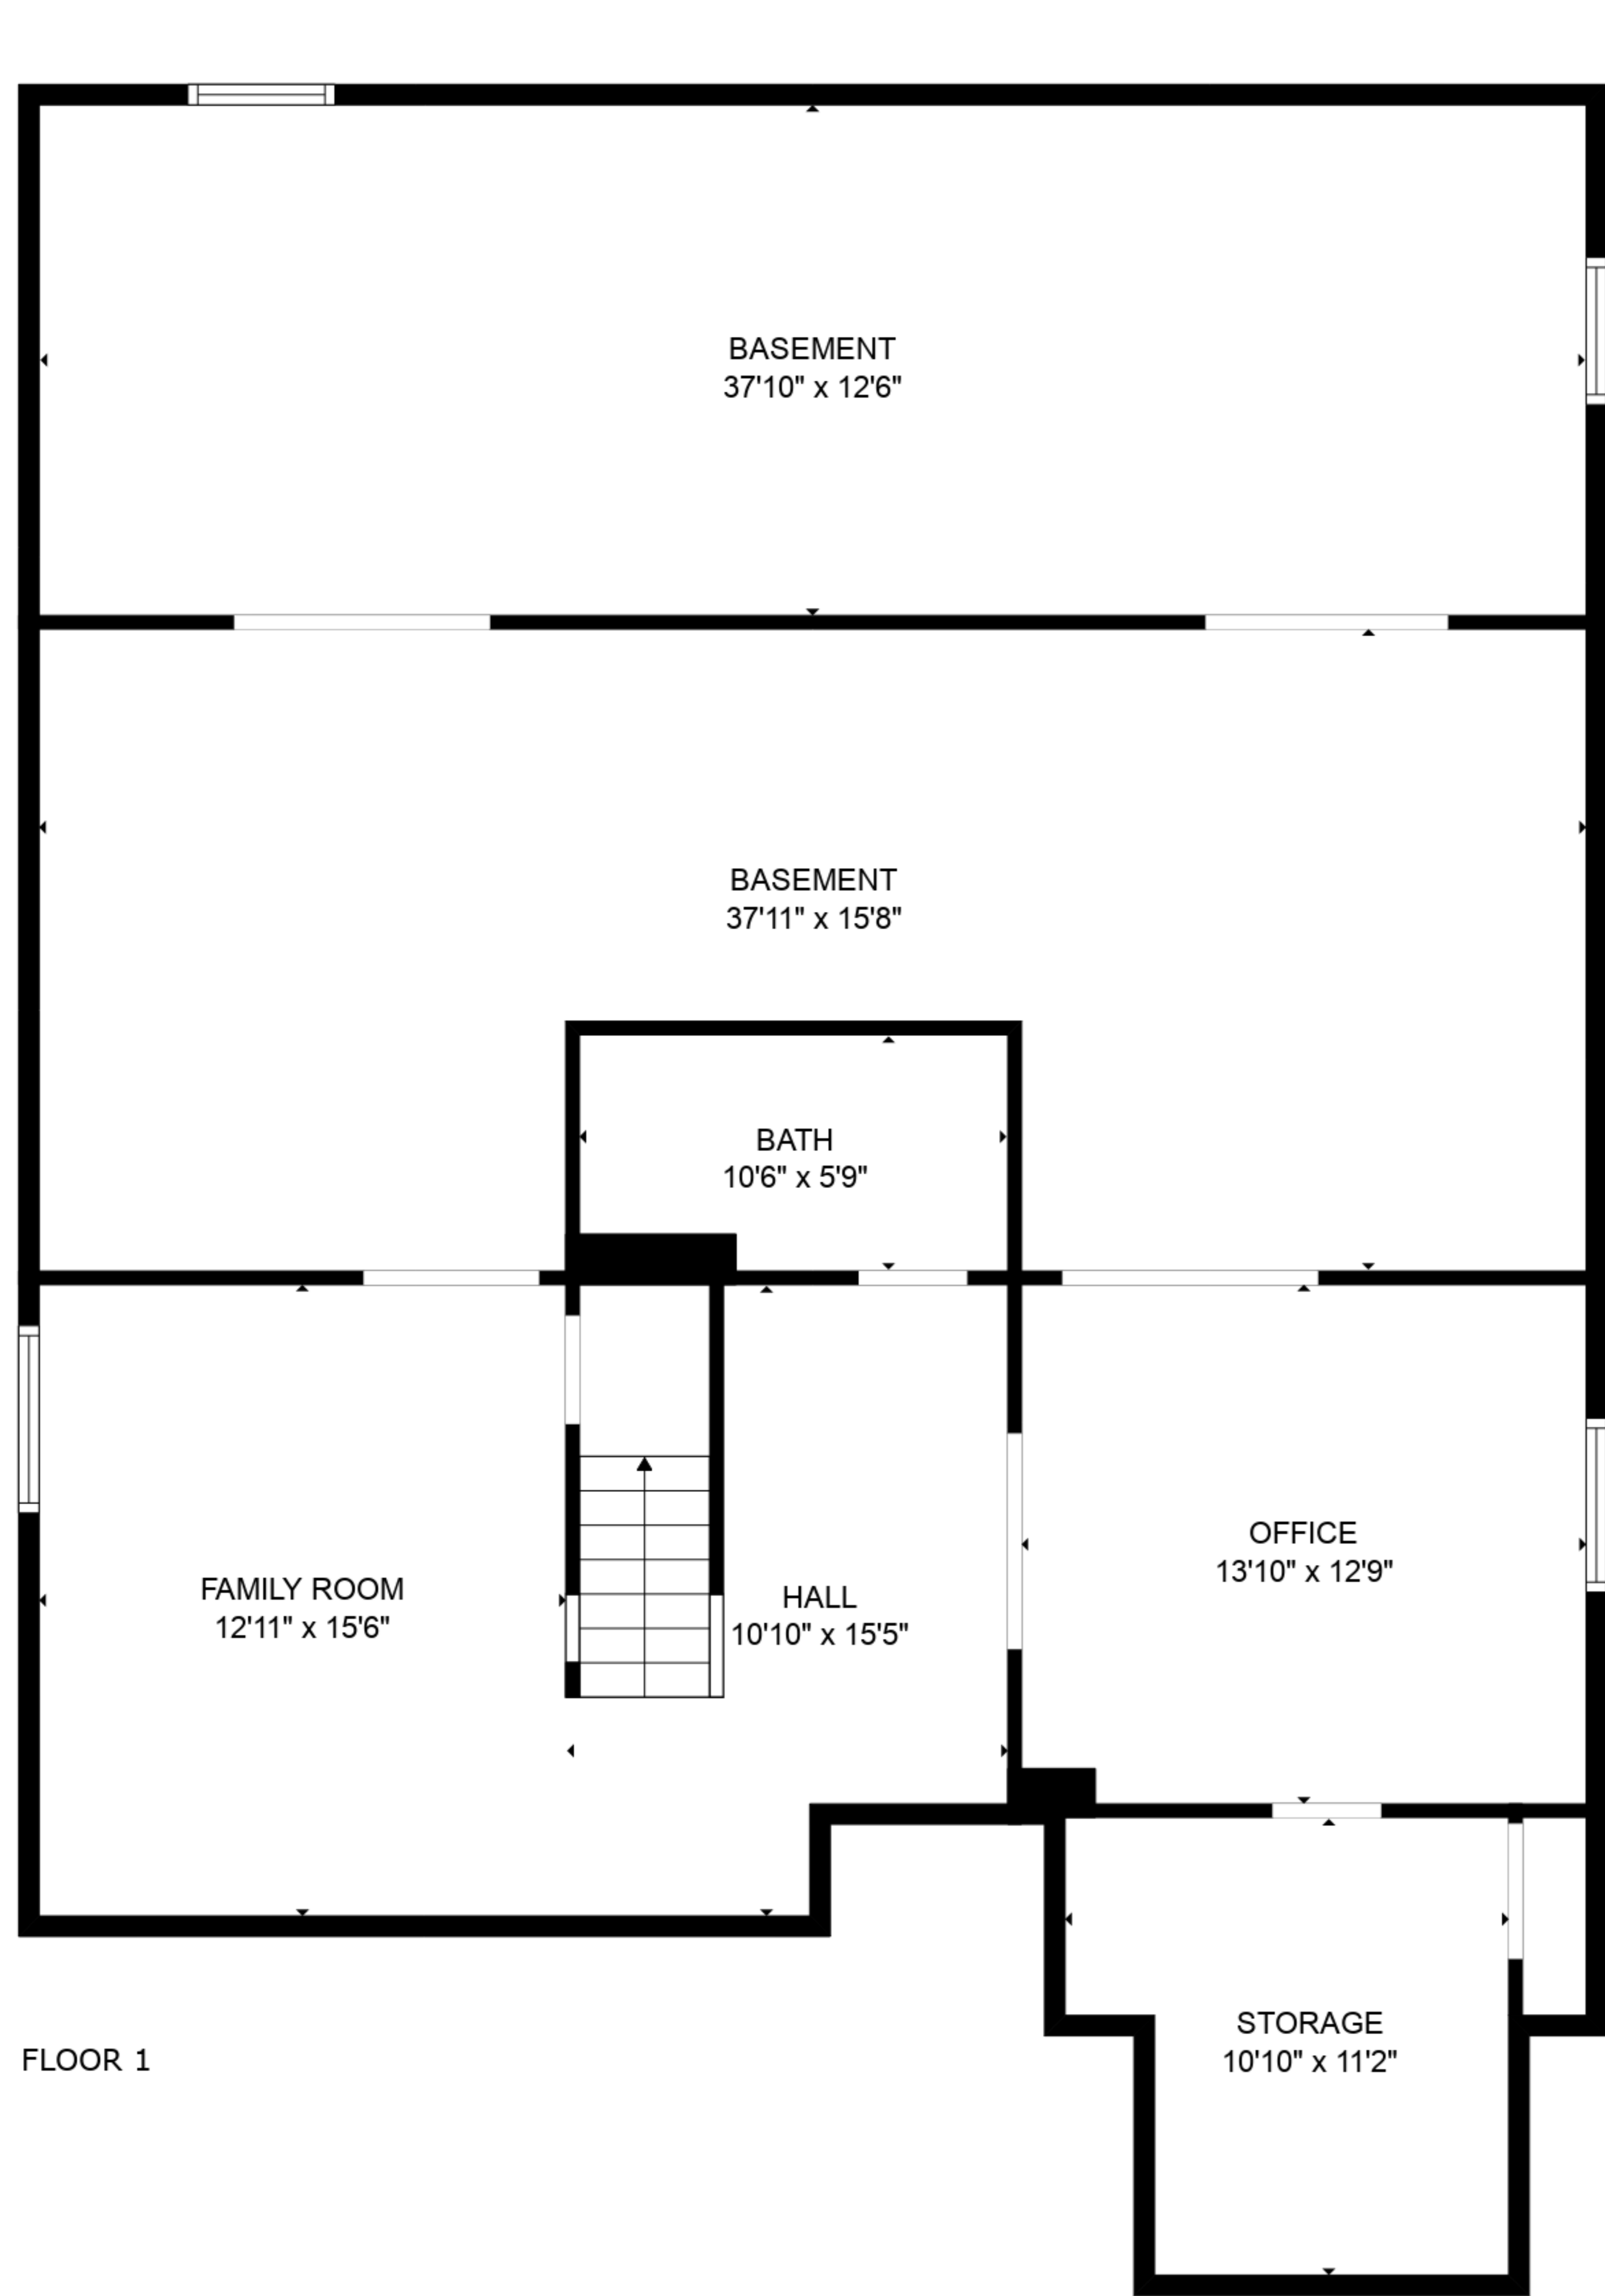 BASEMENT
37'10" x 12'6"
BASEMENT
37'11" x 15'8"
BATH
10'6" x 5'9"
OFFICE
13'10" x 12'9"
FAMILY ROOM
12'11" x 15'6"
HALL
10'10" x 15'5"
STORAGE
10'10" x 11'2"
FLOOR 1